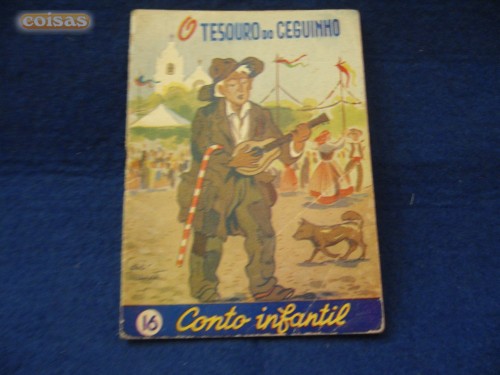 coisas
O TESOURO DO CEGUINHO
16 Conto infantil